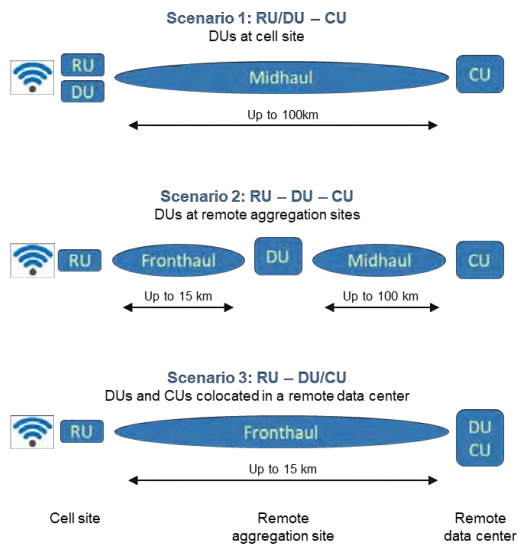 Scenario 1: RU/DU – CU
DUs at cell site
RU
DU
Midhaul
CU
Up to 100km
Scenario 2: RU – DU – CU
DUs at remote aggregation sites
RU
Fronthaul
DU
Midhaul
CU
Up to 15 km
Up to 100 km
Scenario 3: RU – DU/CU
DUs and CUs colocated in a remote data center
RU
Fronthaul
DU
CU
Up to 15 km
Cell site
Remote
aggregation site
Remote
data center